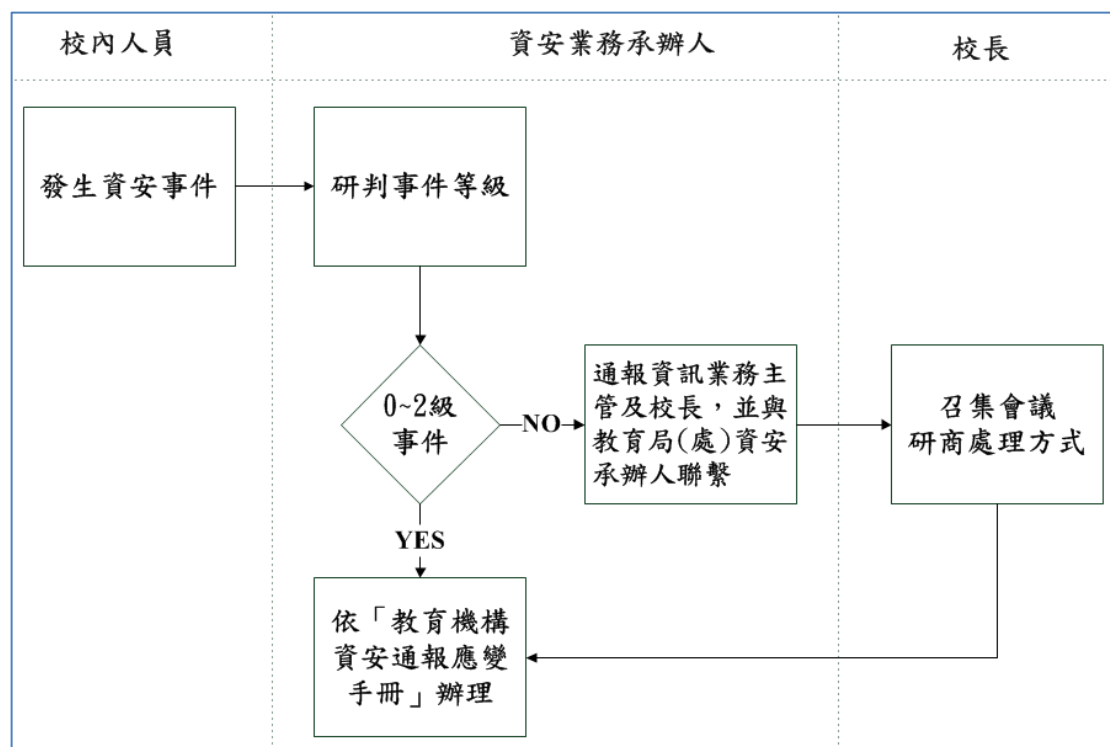 校內人員
資安業務承辦人
校長
發生資安事件
研判事件等級
0~2級
事件
NO
通報資訊業務主
管及校長，並與
教育局(處)資安
承辦人聯繫
召集會議
研商處理方式
YES
依「教育機構
資安通報應變
手冊」辦理